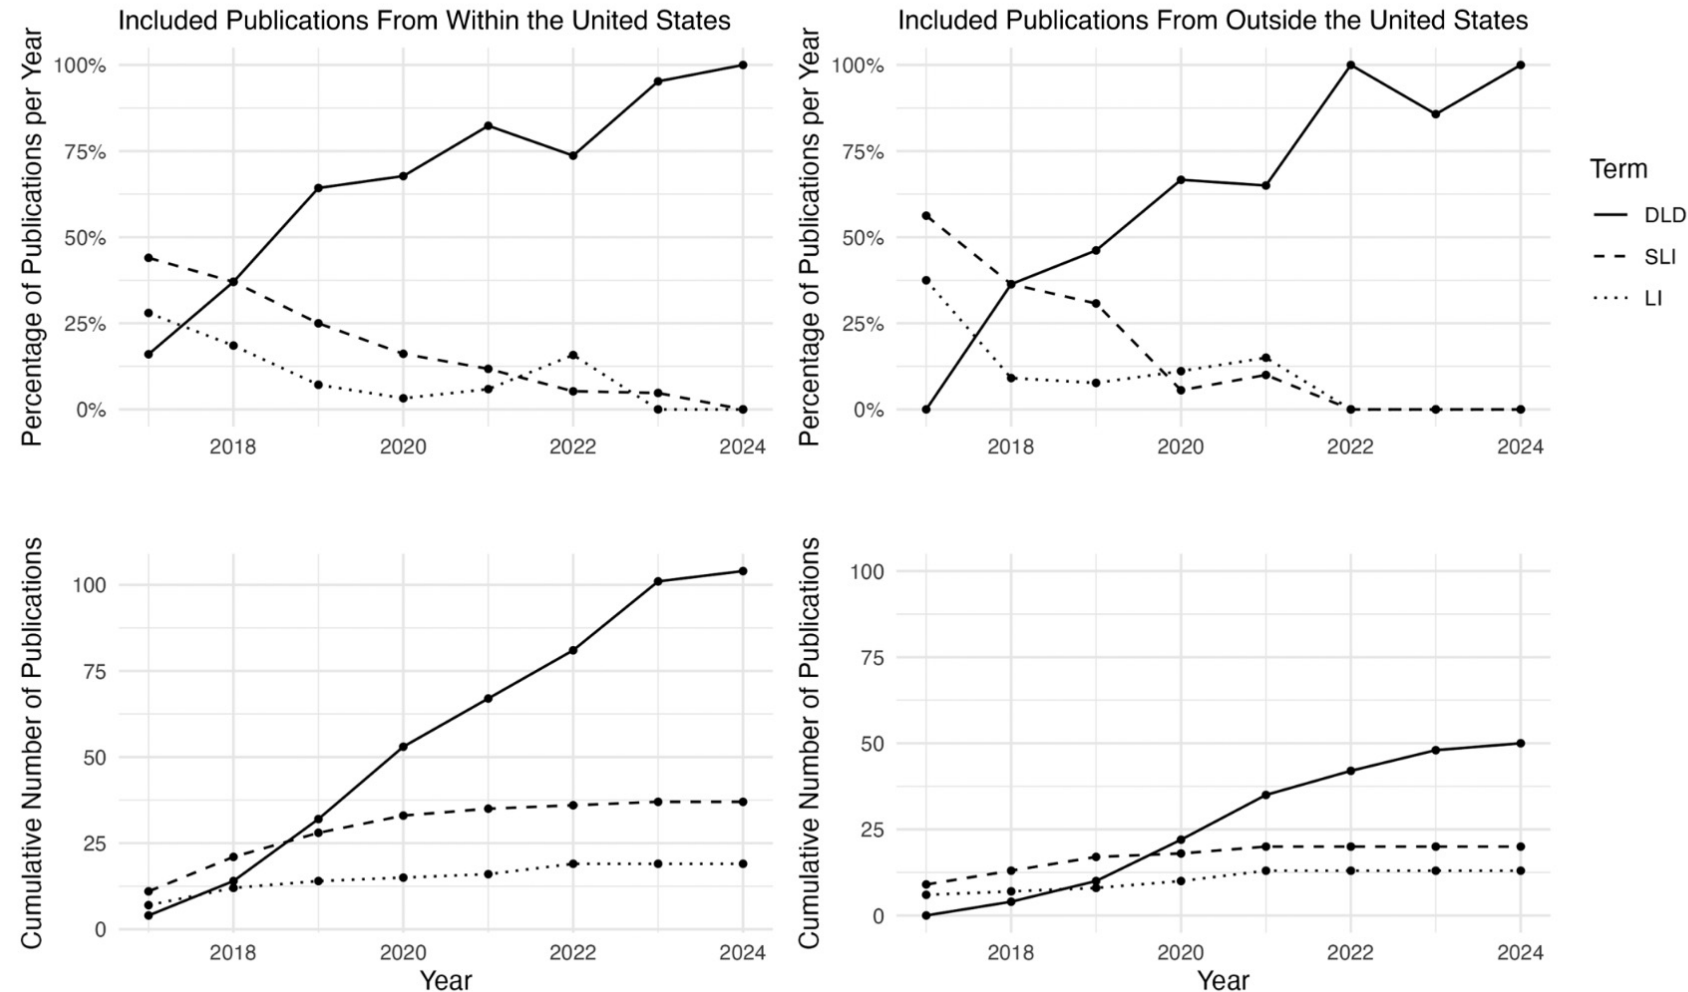 Included Publications From Within the United States
Percentage of Publications per Year
100%
75%
50%
25%
0%
2018 2020 2022 2024
Included Publications From Outside the United States
Percentage of Publications per Year
100%
75%
50%
25%
0%
2018 2020 2022 2024
Term
DLD
SLI
LI
Cumulative Number of Publications
100
75
50
25
0
2018 2020 2022 2024
Year
Cumulative Number of Publications
100
75
50
25
0
2018 2020 2022 2024
Year